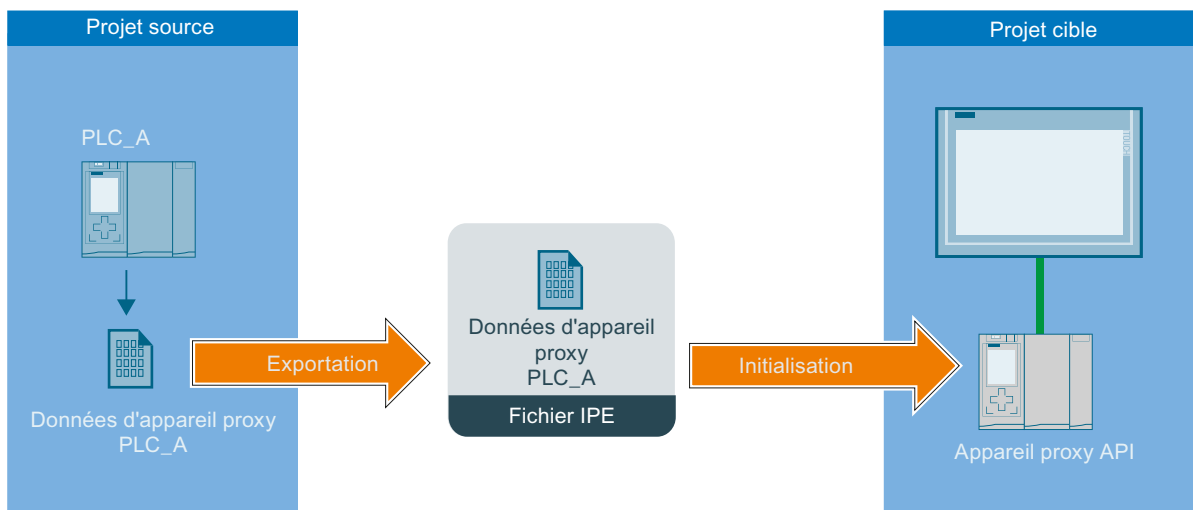 Projet source
PLC_A
Données d'appareil proxy
PLC_A
Exportation
Données d'appareil
proxy
PLC_A
Fichier IPE
Initialisation
Projet cible
TOUCH
Appareil proxy API